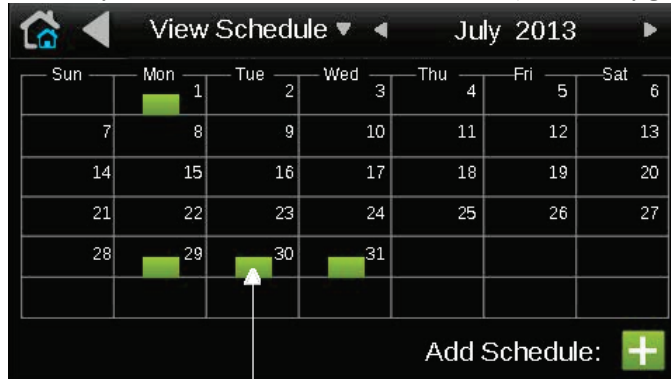 View Schedule July 2013
Sun Mon Tue Wed Thu Fri Sat
1 2 3 4 5 6
7 8 9 10 11 12 13
14 15 16 17 18 19 20
21 22 23 24 25 26 27
28 29 30 31
Add Schedule: +